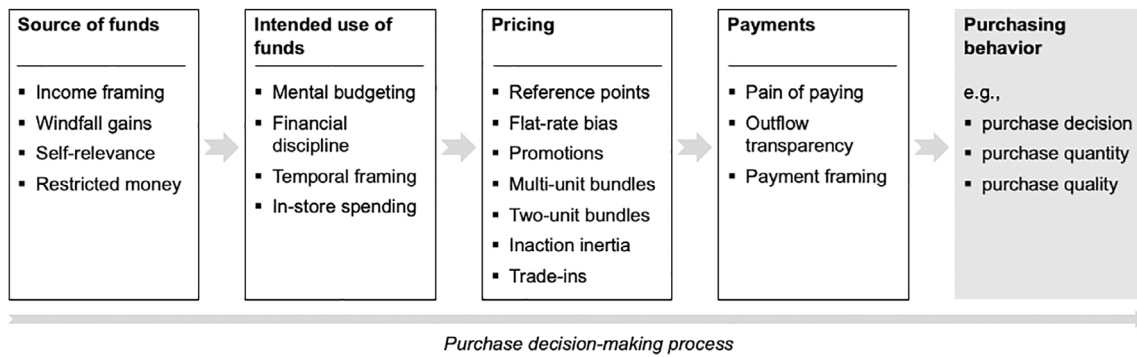 Source of funds
▪ Income framing
▪ Windfall gains
▪ Self-relevance
▪ Restricted money
Intended use of
funds
▪ Mental budgeting
▪ Financial
discipline
▪ Temporal framing
▪ In-store spending
Pricing
▪ Reference points
▪ Flat-rate bias
▪ Promotions
▪ Multi-unit bundles
▪ Two-unit bundles
▪ Inaction inertia
▪ Trade-ins
Payments
▪ Pain of paying
▪ Outflow
transparency
▪ Payment framing
Purchasing
behavior
e.g.,
▪ purchase decision
▪ purchase quantity
▪ purchase quality
Purchase decision-making process